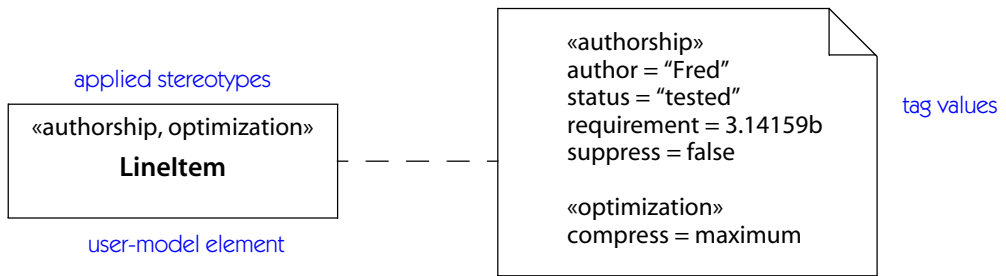 applied stereotypes
«authorship, optimization»
LineItem
user-model element
«authorship»
author = “Fred”
status = “tested”
requirement = 3.14159b
suppress = false
«optimization»
compress = maximum
tag values